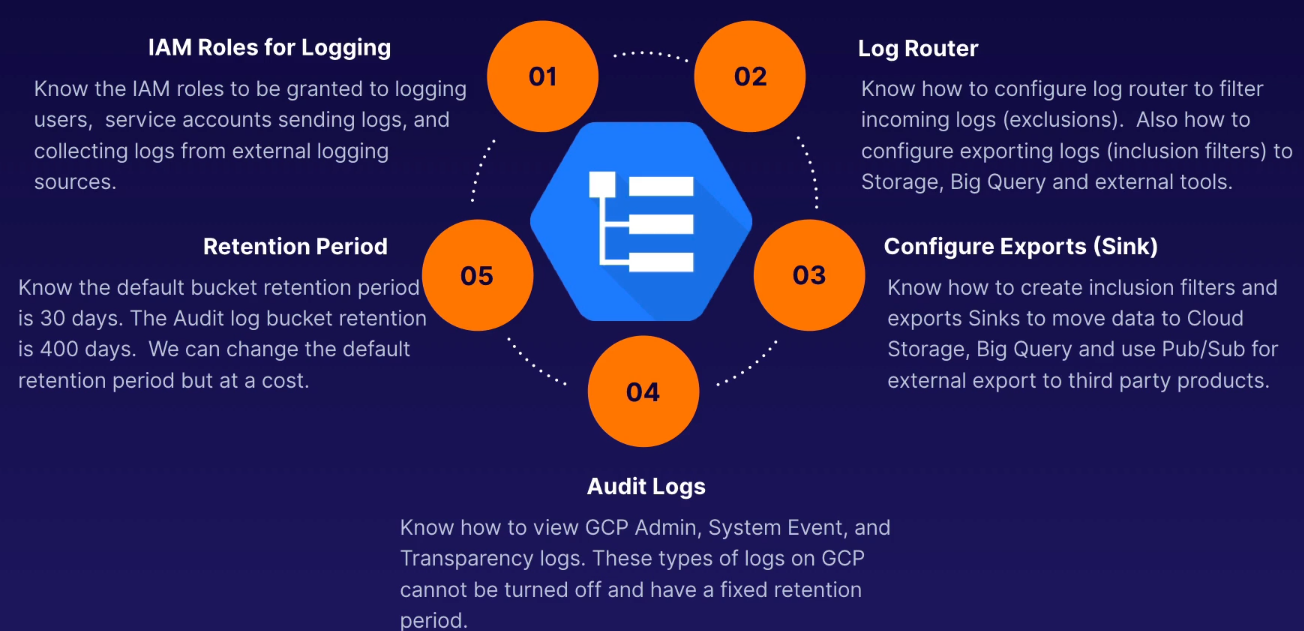 IAM Roles for Logging
Know the IAM roles to be granted to logging
users,  service accounts sending logs, and
collecting logs from external logging
sources.
01
02
Log Router
Know how to configure log router to filter
incoming logs (exclusions).  Also how to
configure exporting logs (inclusion filters) to
Storage, Big Query and external tools.
Retention Period
Know the default bucket retention period
is 30 days. The Audit log bucket retention
is 400 days.  We can change the default
retention period but at a cost.
05
03
Configure Exports (Sink)
Know how to create inclusion filters and
exports Sinks to move data to Cloud
Storage, Big Query and use Pub/Sub for
external export to third party products.
04
Audit Logs
Know how to view GCP Admin, System Event, and
Transparency logs. These types of logs on GCP
cannot be turned off and have a fixed retention
period.